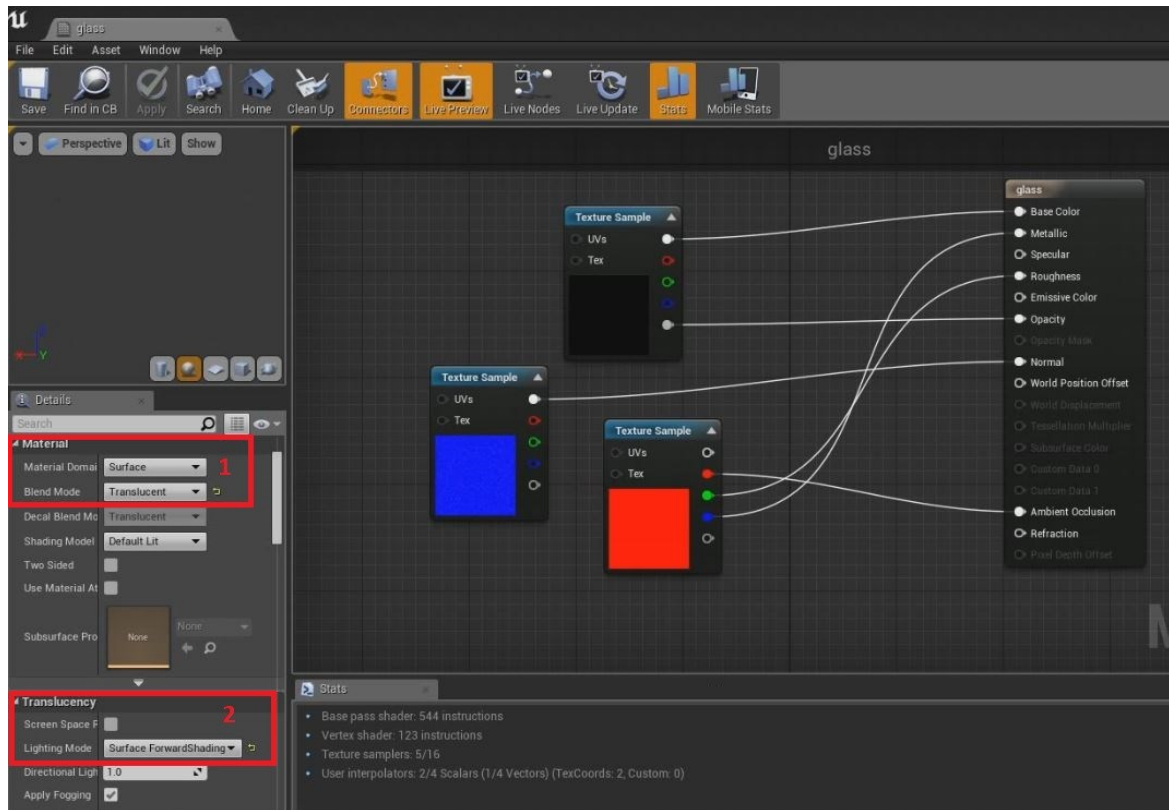 glass
File Edit Asset Window Help
Save Find in CB Apply Search Home Clean Up Connectors Live Preview Live Nodes Live Update Stats Mobile Stats
Perspective Lit Show
glass
Texture Sample
UVs
Tex
Texture Sample
UVs
Tex
Texture Sample
UVs
Tex
glass
Base Color
Metallic
Specular
Roughness
Emissive Color
Opacity
Opacity Mask
Normal
World Position Offset
World Displacement
Tessellation Multiplier
Subsurface Color
Custom Data 0
Custom Data 1
Ambient Occlusion
Refraction
Pixel Depth Offset
M
Y
Details
Search
Material
1
Material Domai Surface
Blend Mode Translucent
Decal Blend Mo Translucent
Shading Model Default Lit
Two Sided
Use Material At
Subsurface Pro None None
Translucency
2
Screen Space R
Lighting Mode Surface ForwardShading
Directional Ligh 1.0
Apply Fogging
Stats
Base pass shader: 544 instructions
Vertex shader: 123 instructions
Texture samplers: 5/16
User interpolators: 2/4 Scalars (1/4 Vectors) (TexCoords: 2, Custom: 0)